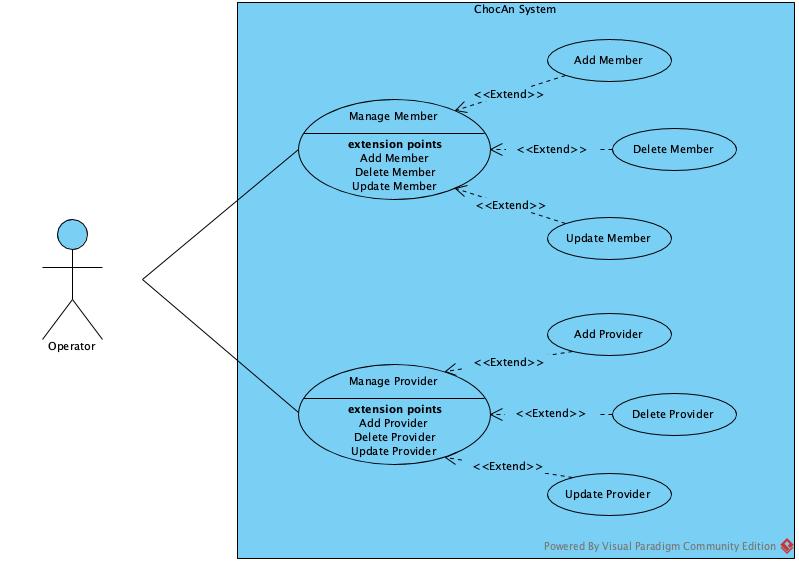 ChocAn System
Add Member
<<Extend>>
Manage Member
extension points
Add Member
Delete Member
Update Member
<<Extend>>
Delete Member
<<Extend>>
Update Member
Operator
Add Provider
<<Extend>>
Manage Provider
extension points
Add Provider
Delete Provider
Update Provider
<<Extend>>
Delete Provider
<<Extend>>
Update Provider
Powered By Visual Paradigm Community Edition